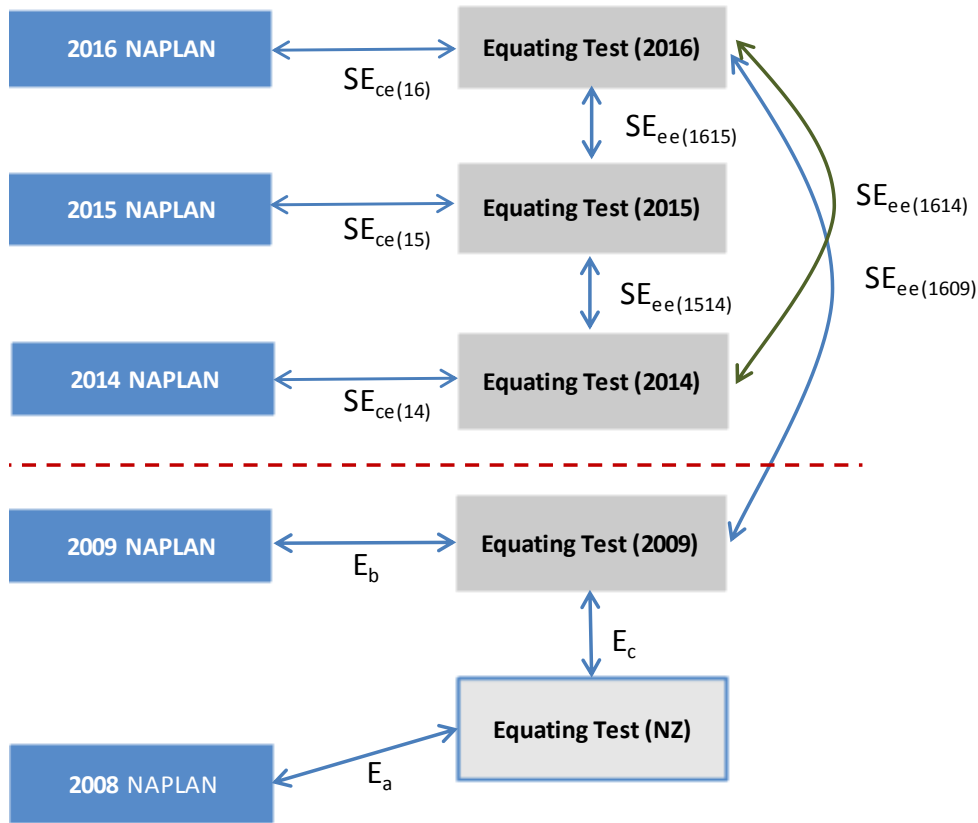 2016 NAPLAN
Equating Test (2016)
SEce(16)
SEee(1615)
2015 NAPLAN
Equating Test (2015)
SEce(15)
SEee(1614)
SEee(1609)
SEee(1514)
2014 NAPLAN
Equating Test (2014)
SEce(14)
2009 NAPLAN
Equating Test (2009)
Eb
Ec
Equating Test (NZ)
2008 NAPLAN
Ea